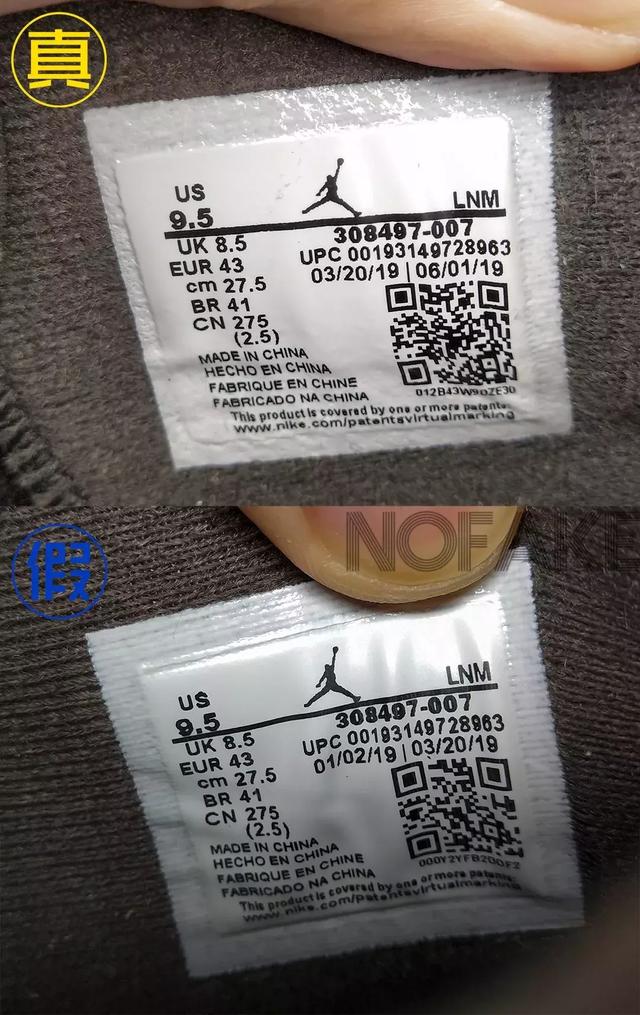 真
US
9.5
LNM
308497-007
UK 8.5
UPC 00193149728963
EUR 43
03/20/19 | 06/01/19
cm 27.5
BR 41
CN 275
(2.5)
MADE IN CHINA
HECHO EN CHINA
FABRIQUE EN CHINE
FABRICADO NA CHINA
This product is covered by one or more patents.
www.nike.com/patentsvirtualmarking
假
NOFAKE
US
9.5
LNM
308497-007
UK 8.5
UPC 00193149728963
EUR 43
01/02/19 | 03/20/19
cm 27.5
BR 41
CN 275
(2.5)
MADE IN CHINA
HECHO EN CHINA
FABRIQUE EN CHINE
FABRICADO NA CHINA
This product is covered by one or more patents.
www.nike.com/patentsvirtualmarking